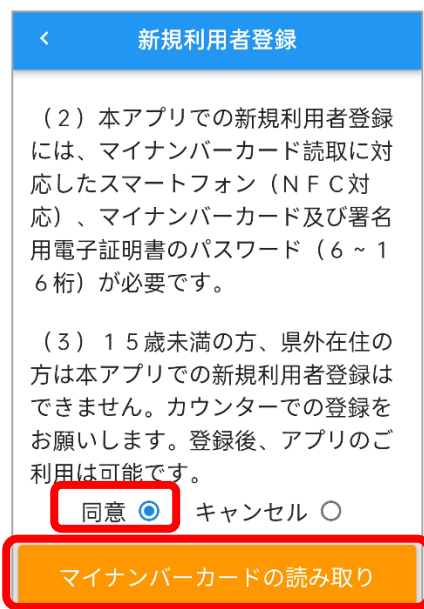 新規利用者登録
（２）本アプリでの新規利用者登録
には、マイナンバーカード読取に対
応したスマートフォン（ＮＦＣ対
応）、マイナンバーカード及び署名
用電子証明書のパスワード（６~１
６桁）が必要です。
（３）１５歳未満の方、県外在住の
方は本アプリでの新規利用者登録は
できません。カウンターでの登録を
お願いします。登録後、アプリのご
利用は可能です。
同意 キャンセル
マイナンバーカードの読み取り